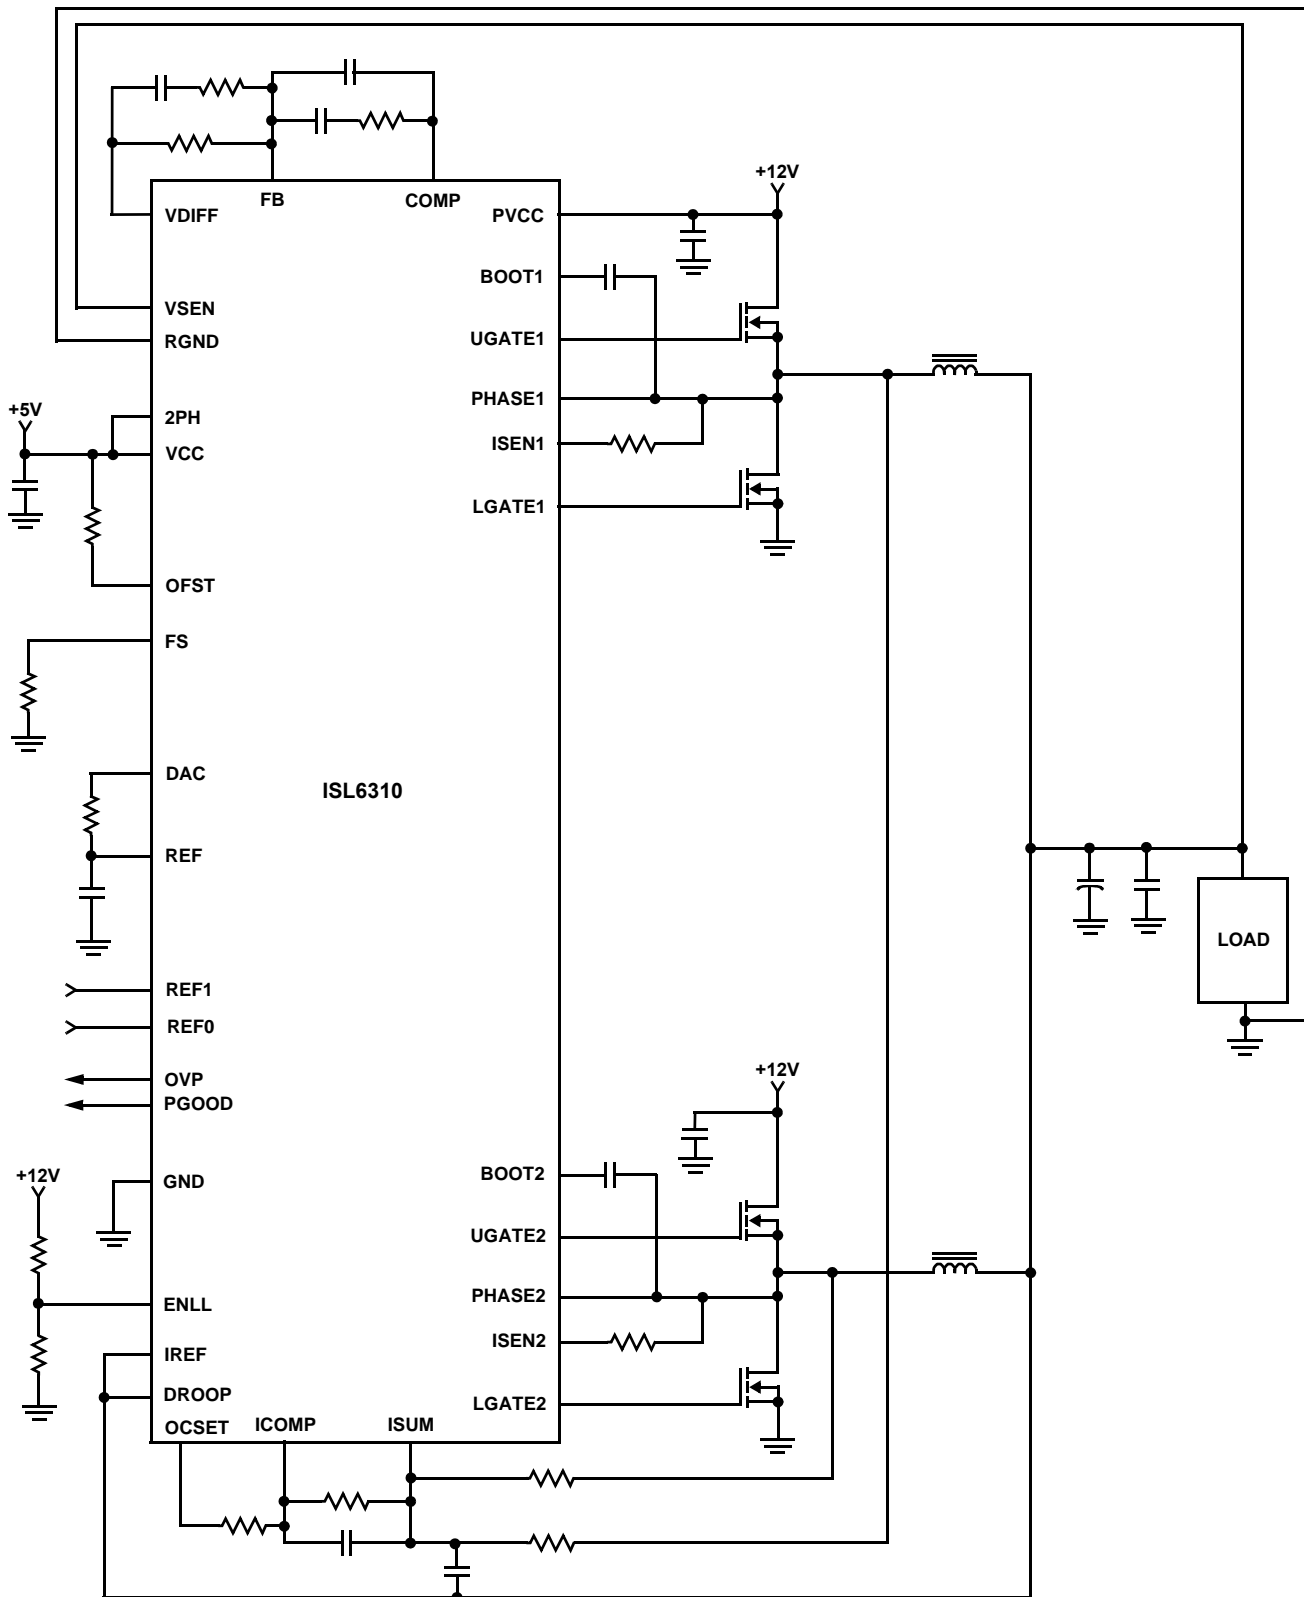 FB
COMP
VDIFF
VSEN
RGND
+5V
2PH
VCC
OFST
FS
DAC
REF
REF1
REF0
OVP
PGOOD
+12V
GND
ENLL
IREF
DROOP
OCSET
ICOMP
ISUM
ISL6310
+12V
PVCC
BOOT1
UGATE1
PHASE1
ISEN1
LGATE1
LOAD
+12V
BOOT2
UGATE2
PHASE2
ISEN2
LGATE2